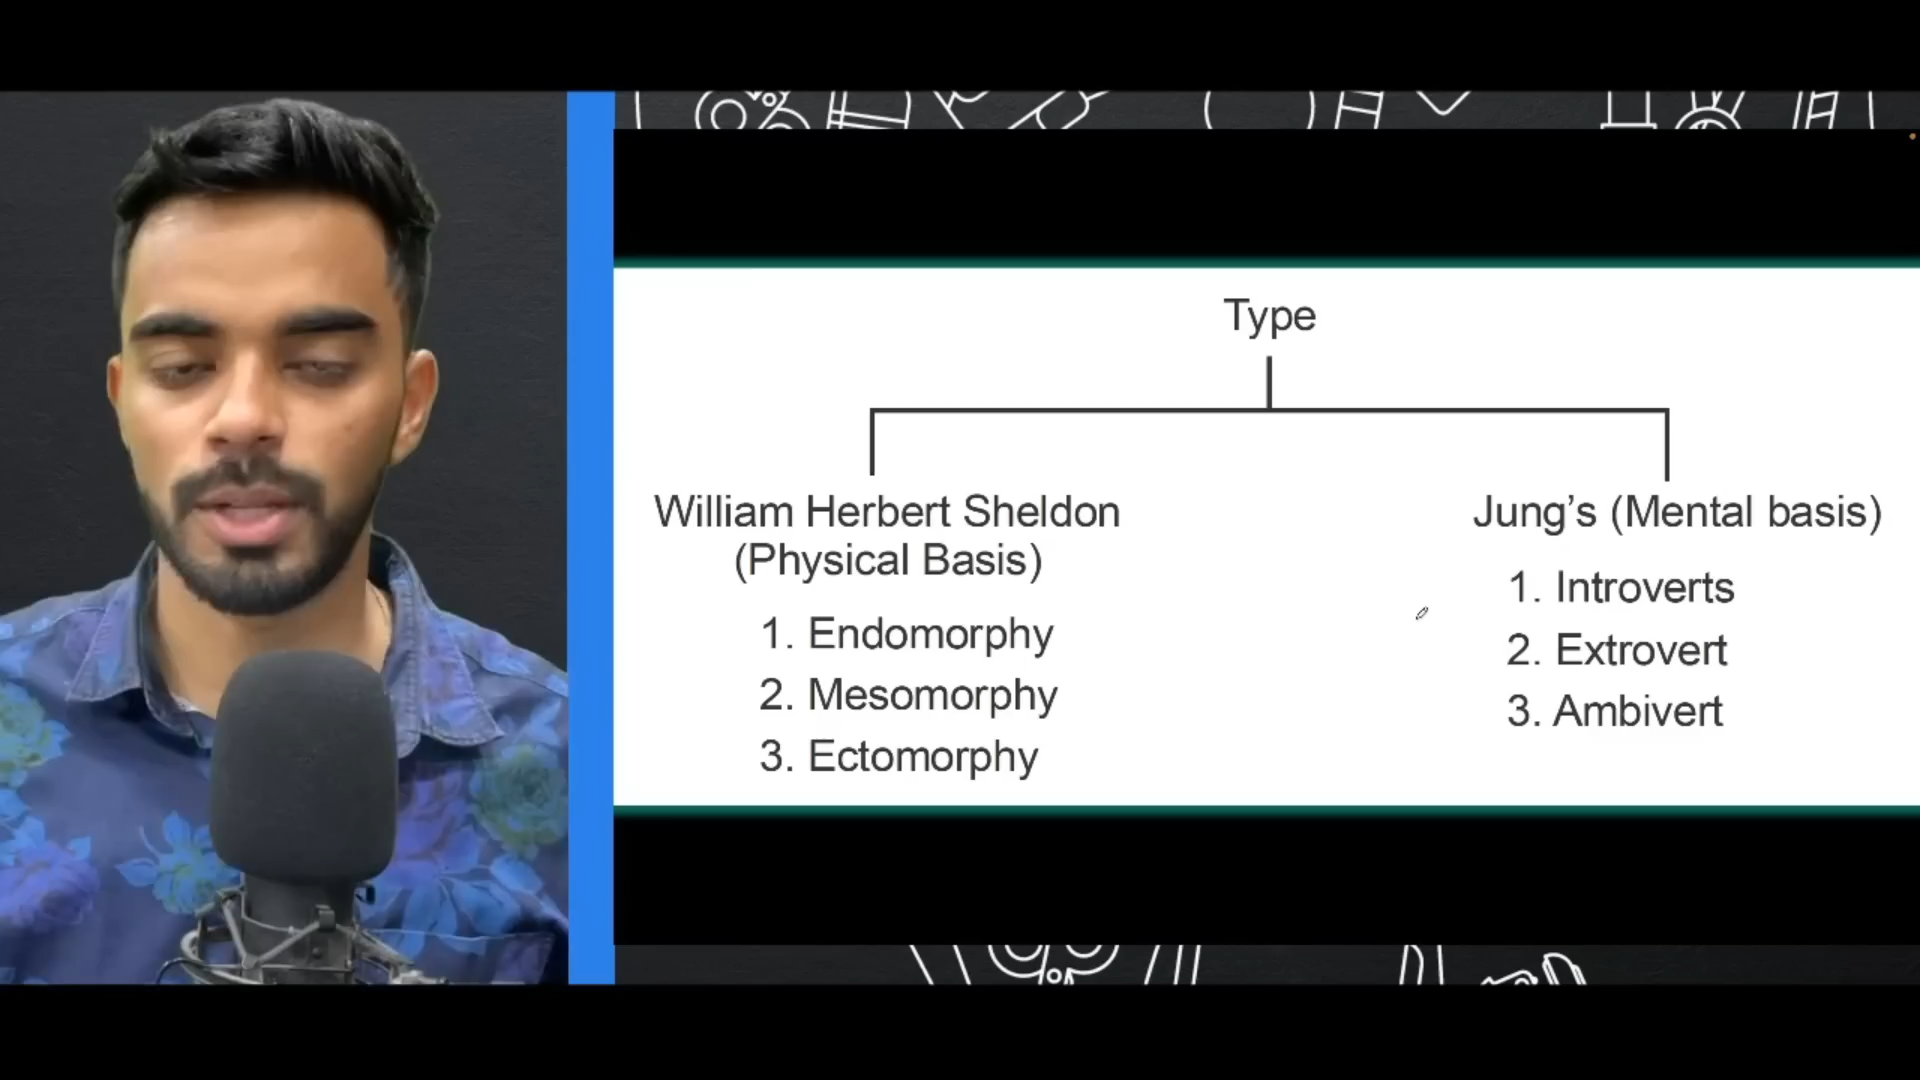 Type
William Herbert Sheldon
(Physical Basis)
1. Endomorphy
2. Mesomorphy
3. Ectomorphy
Jung's (Mental basis)
1. Introverts
2. Extrovert
3. Ambivert